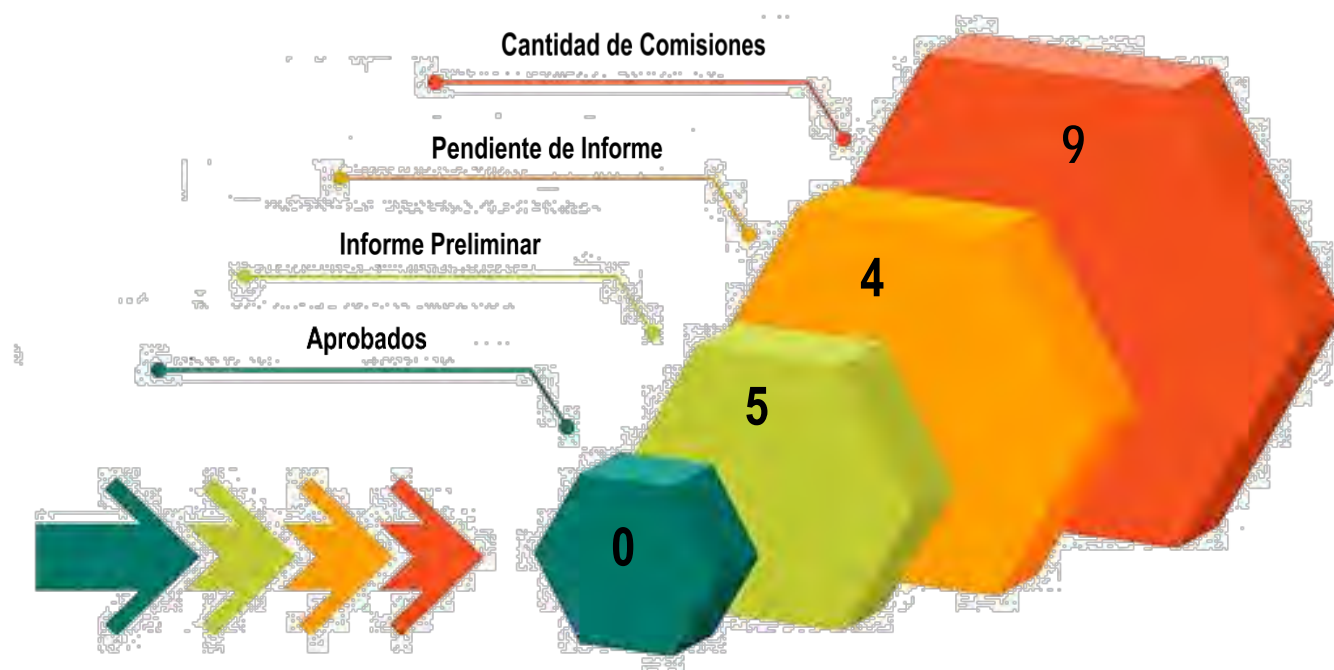 Cantidad de Comisiones
9
Pendiente de Informe
4
Informe Preliminar
5
Aprobados
0